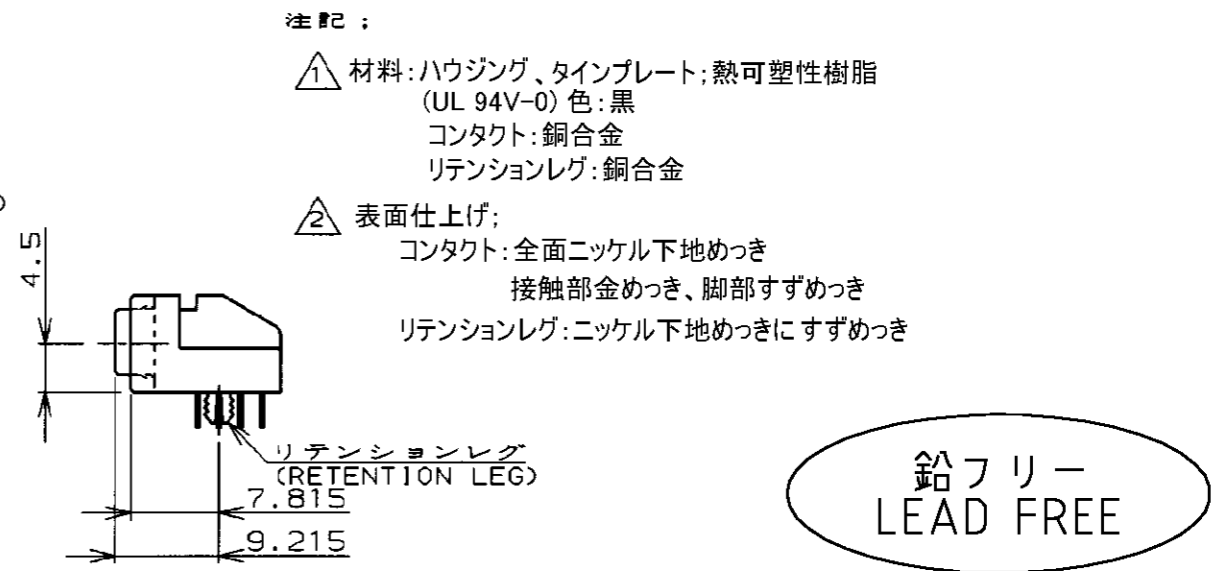 注記;
1 材料:ハウジング、タインプレート;熱可塑性樹脂
(UL 94V-0) 色:黒
コンタクト:銅合金
リテンションレグ:銅合金
2 表面仕上げ;
コンタクト:全面ニッケル下地めっき
接触部金めっき、脚部すずめっき
リテンションレグ:ニッケル下地めっきにすずめっき
4.5
リテンションレグ
(RETENTION LEG)
7.815
9.215
鉛フリー
LEAD FREE